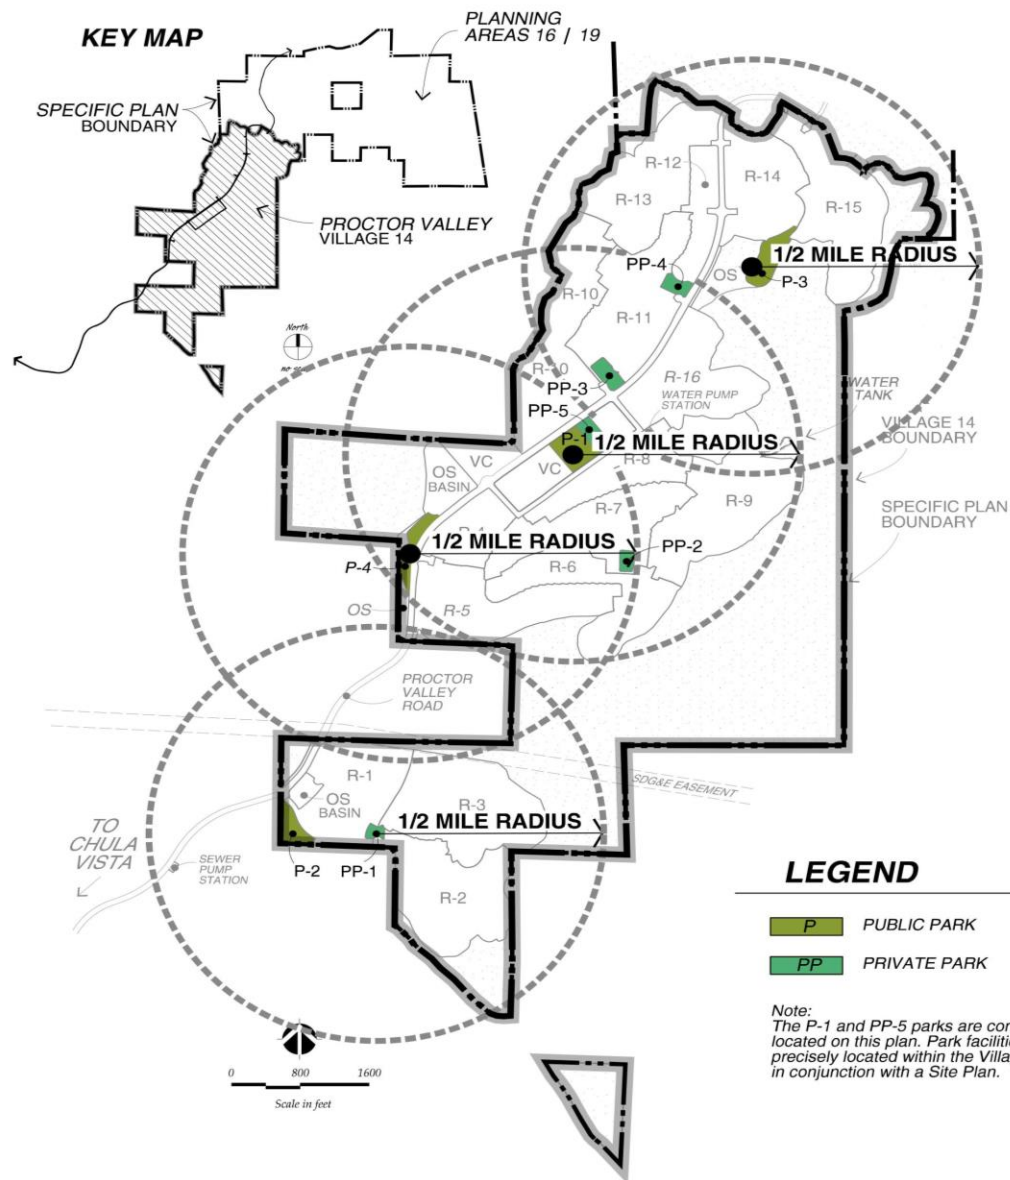 KEY MAP
PLANNING
AREAS 16 / 19
SPECIFIC PLAN
BOUNDARY
PROCTOR VALLEY
VILLAGE 14
North
R-12
R-14
R-13
R-15
1/2 MILE RADIUS
PP-4
OS
P-3
R-10
R-11
R-10
PP-3
R-16
WATER
TANK
WATER PUMP
STATION
PP-5
VILLAGE 14
BOUNDARY
P-1
1/2 MILE RADIUS
VC
VC
OS
BASIN
R-8
R-9
R-7
SPECIFIC PLAN
BOUNDARY
1/2 MILE RADIUS
PP-2
P-4
R-6
OS
R-5
PROCTOR
VALLEY
ROAD
SDG&E EASEMENT
R-1
OS
BASIN
R-3
1/2 MILE RADIUS
TO
CHULA
VISTA
SEWER
PUMP
STATION
P-2
PP-1
R-2
LEGEND
P PUBLIC PARK
PP PRIVATE PARK
Note:
The P-1 and PP-5 parks are con
located on this plan. Park faciliti
precisely located within the Villa
in conjunction with a Site Plan.
0 800 1600
Scale in feet